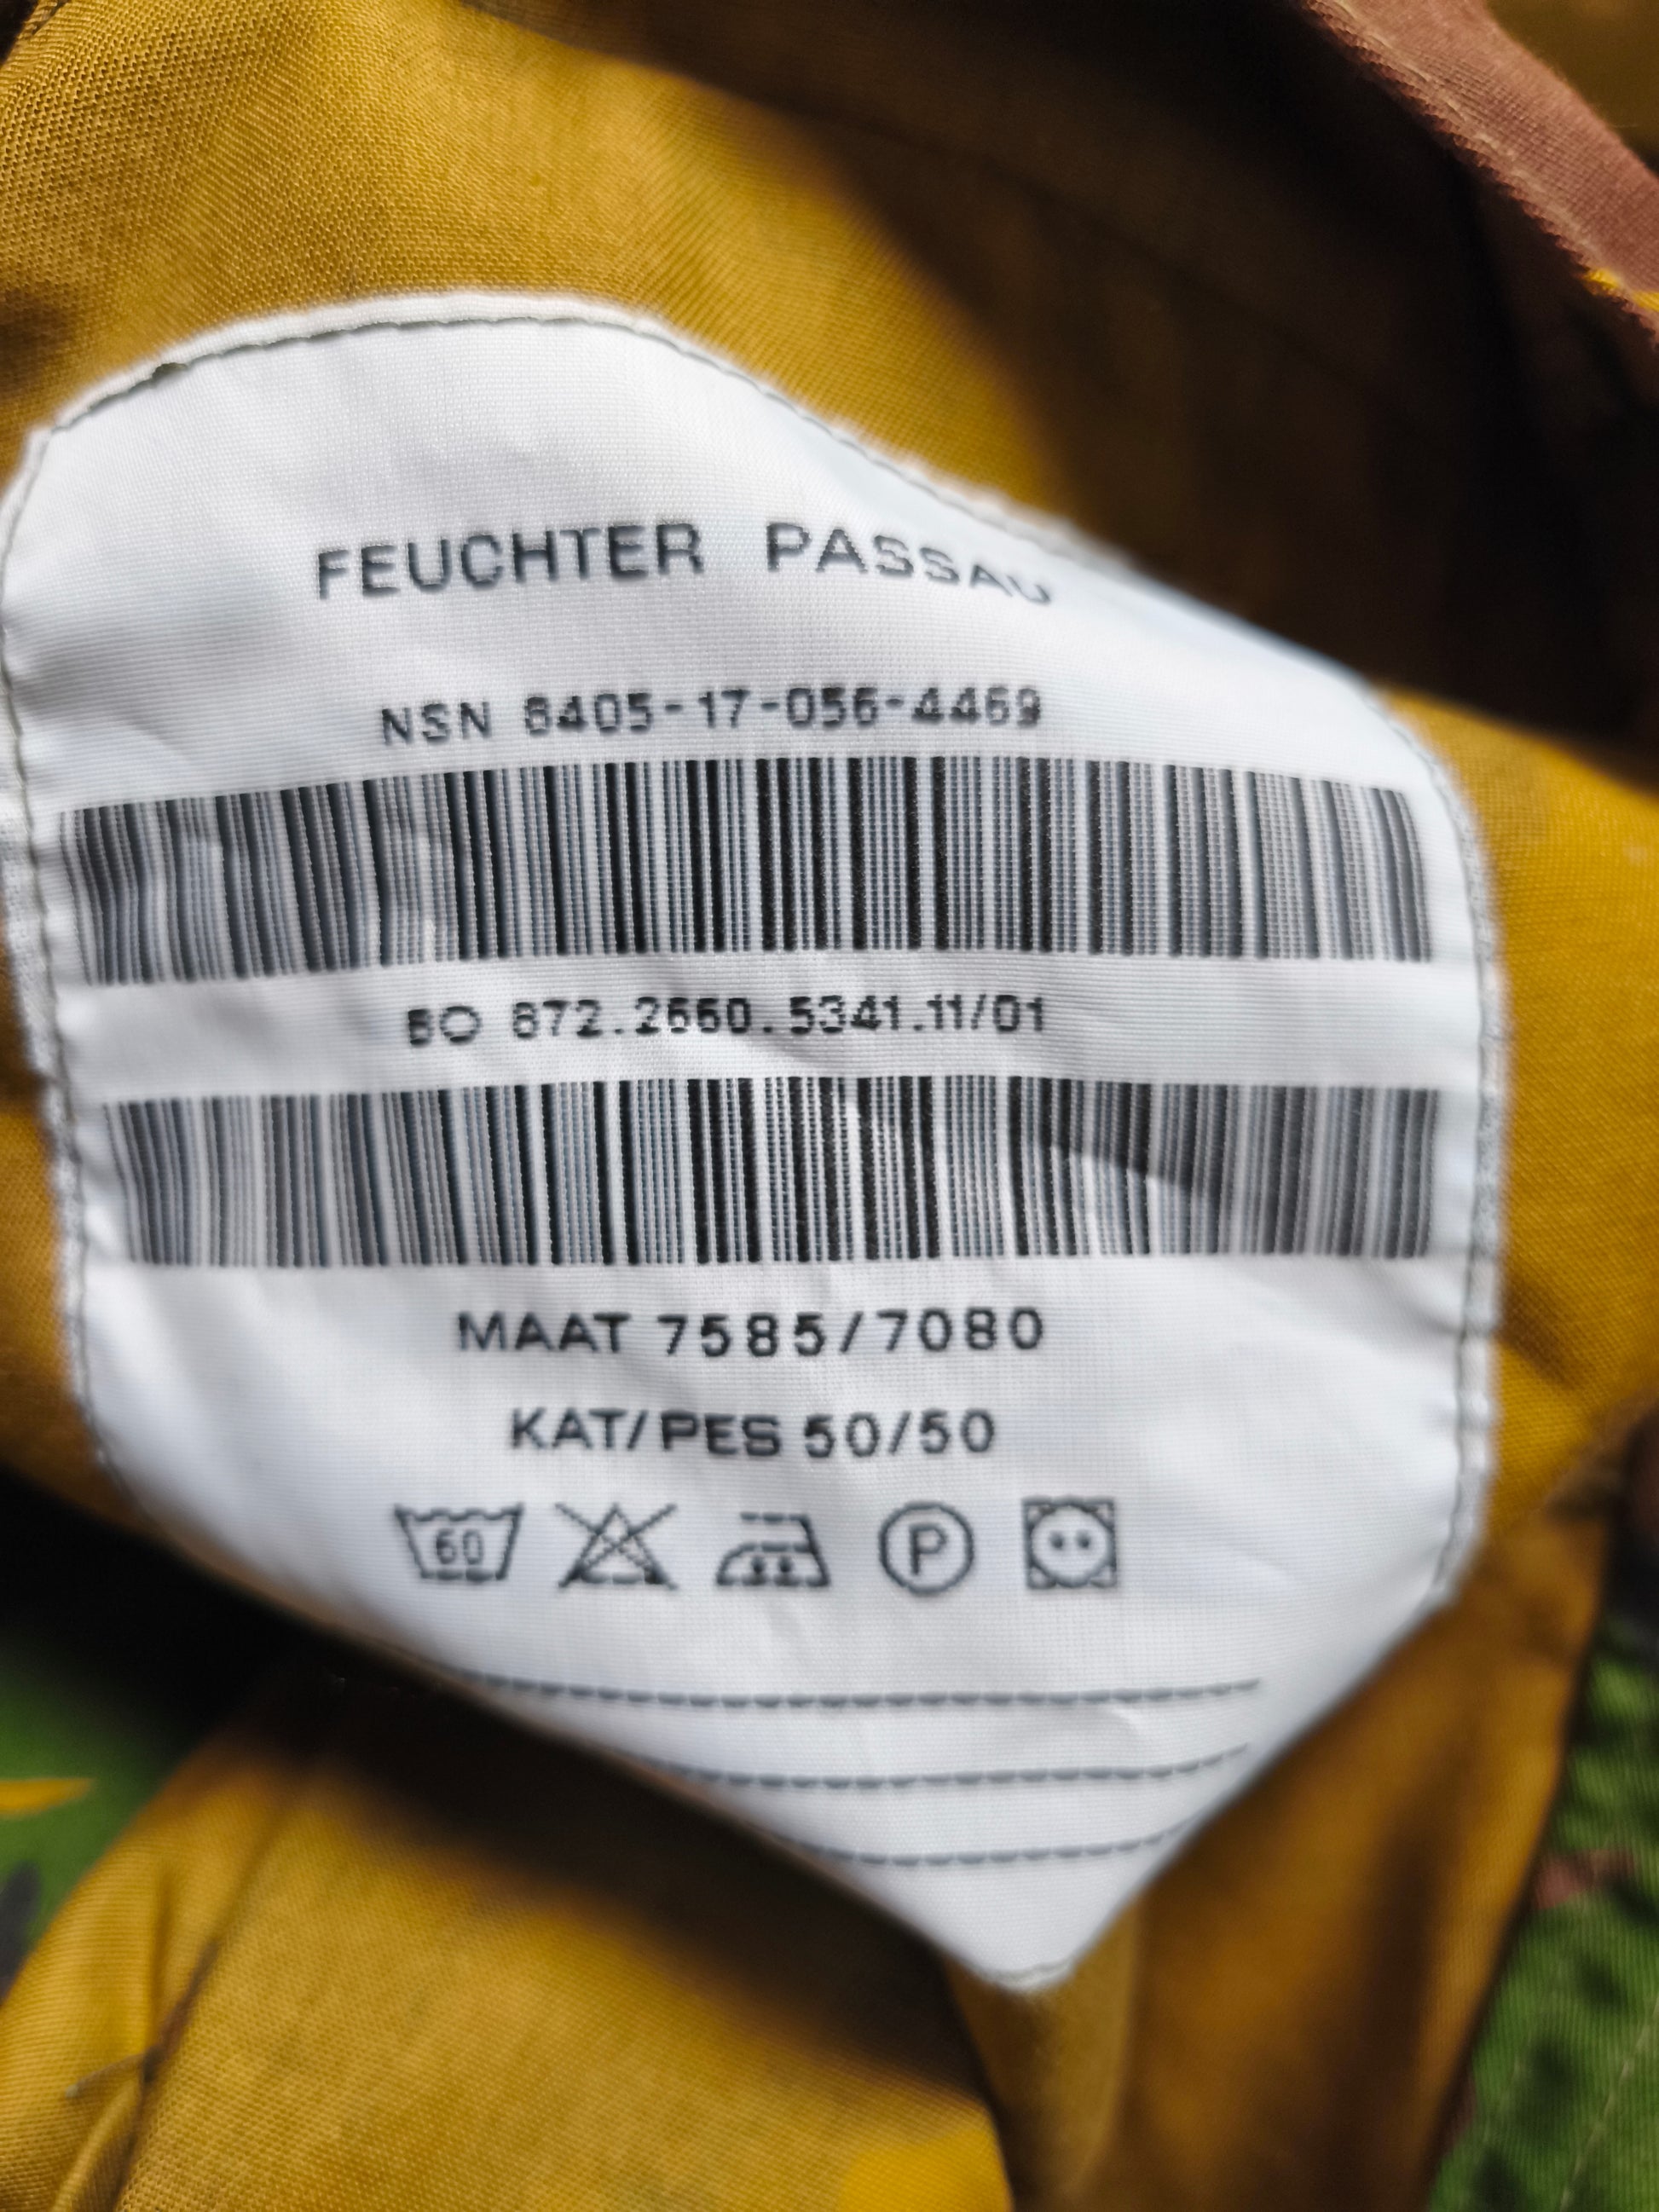 FEUCHTER PASSAU
NSN 8405-17-056-4469
BO 872.2660.5341.11/01
MAAT 7585/7080
KAT/PES 50/50
60
P